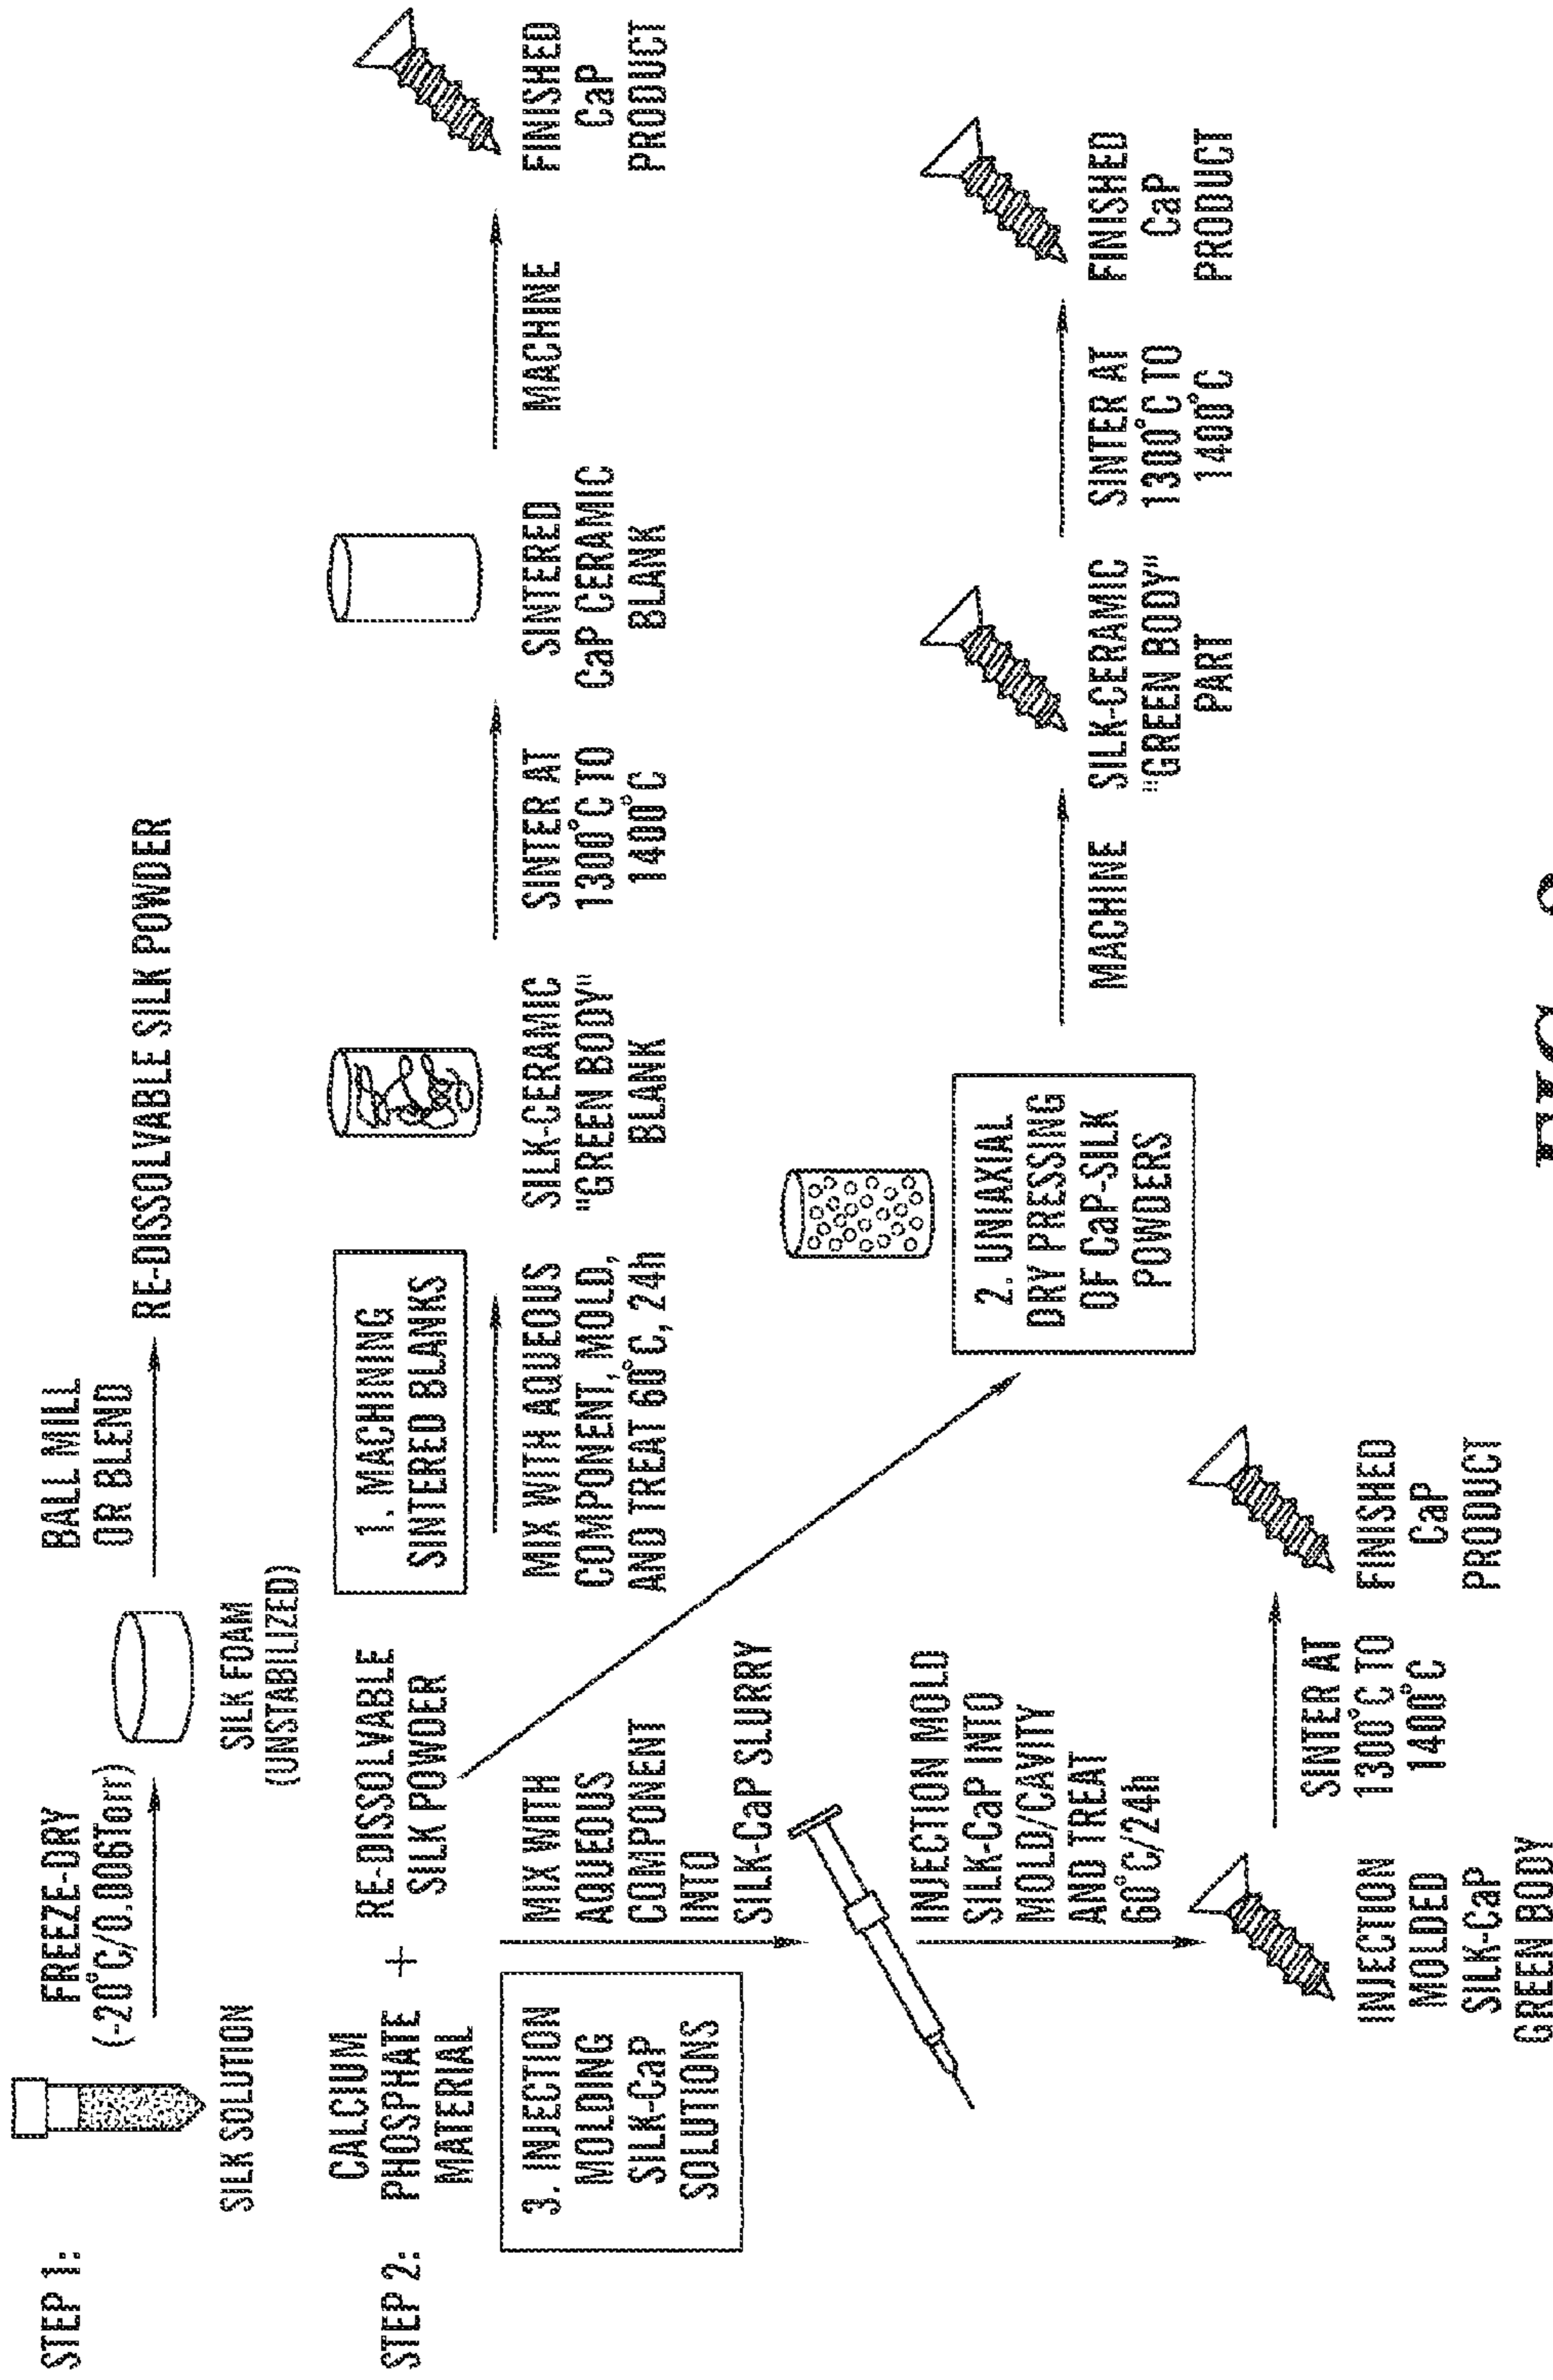 STEP 1:
SILK SOLUTION
FREEZE-DRY
(-20°C/0.006Torr)
SILK FOAM
(UNSTABILIZED)
BALL MILL
OR BLEND
RE-DISSOLVABLE SILK POWDER
STEP 2:
CALCIUM
PHOSPHATE +
MATERIAL
RE-DISSOLVABLE
SILK POWDER
1. MACHINING
SINTERED BLANKS
MIX WITH AQUEOUS
COMPONENT, MOLD,
AND TREAT 60°C, 24h
SILK-CERAMIC
"GREEN BODY"
BLANK
SINTER AT
1300°C TO
1400°C
SINTERED
CaP CERAMIC
BLANK
MACHINE
FINISHED
CaP
PRODUCT
2. UNIAXIAL
DRY PRESSING
OF CaP-SILK
POWDERS
MACHINE
SILK-CERAMIC
"GREEN BODY"
PART
SINTER AT
1300°C TO
1400°C
FINISHED
CaP
PRODUCT
3. INJECTION
MOLDING
SILK-CaP
SOLUTIONS
MIX WITH
AQUEOUS
COMPONENT
INTO
SILK-CaP SLURRY
INJECTION MOLD
SILK-CaP INTO
MOLD/CAVITY
AND TREAT
60°C/24h
INJECTION
MOLDED
SILK-CaP
GREEN BODY
SINTER AT
1300°C TO
1400°C
FINISHED
CaP
PRODUCT